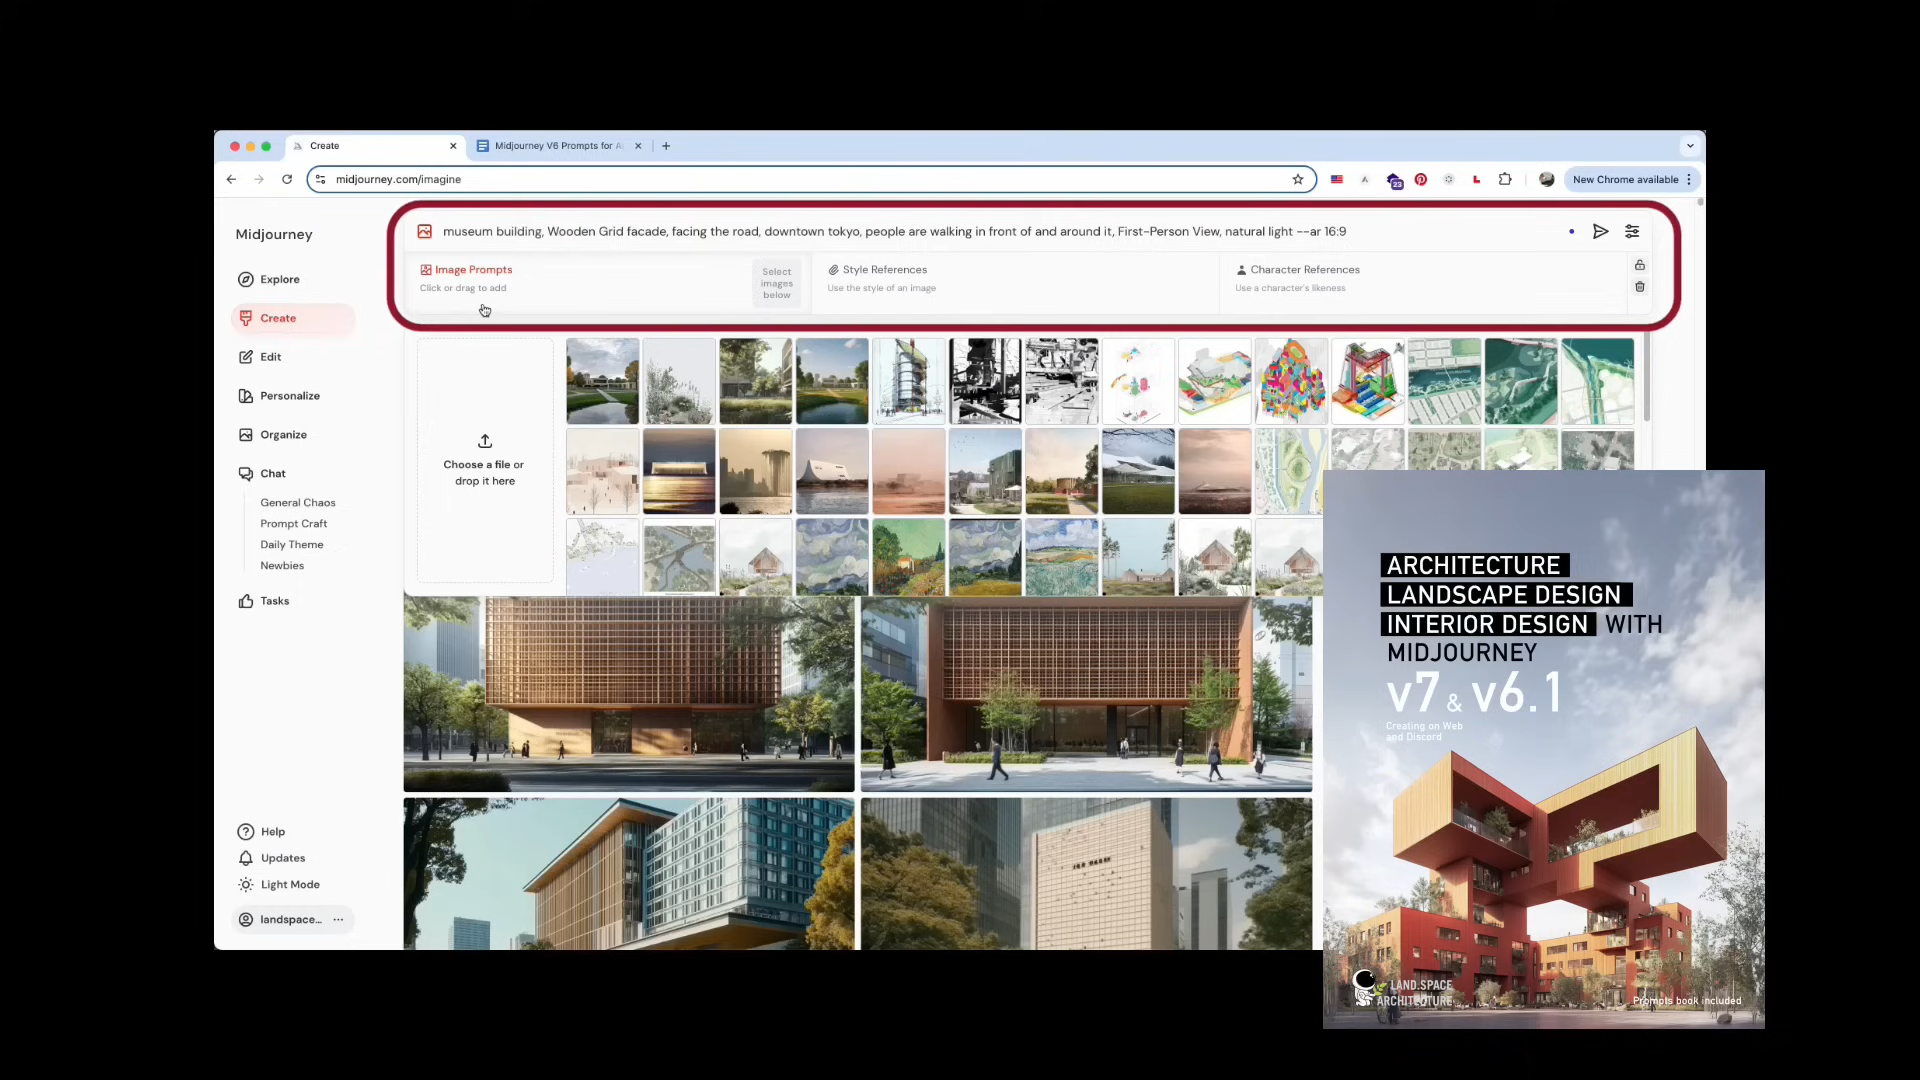 Create
Midjourney V6 Prompts for A
midjourney.com/imagine
23
New Chrome available
Midjourney
museum building, Wooden Grid facade, facing the road, downtown tokyo, people are walking in front of and around it, First-Person View, natural light --ar 16:9
Image Prompts
Click or drag to add
Select
images
below
Style References
Use the style of an image
Character References
Use a character's likeness
Explore
Create
Edit
Personalize
Organize
Chat
General Chaos
Prompt Craft
Daily Theme
Newbies
Tasks
Choose a file or
drop it here
Help
Updates
Light Mode
landspace...
ARCHITECTURE
LANDSCAPE DESIGN
INTERIOR DESIGN WITH
MIDJOURNEY
v7 & v6.1
Creating on Web
and Discord
LAND.SPACE
ARCHITECTURE
Prompts book included